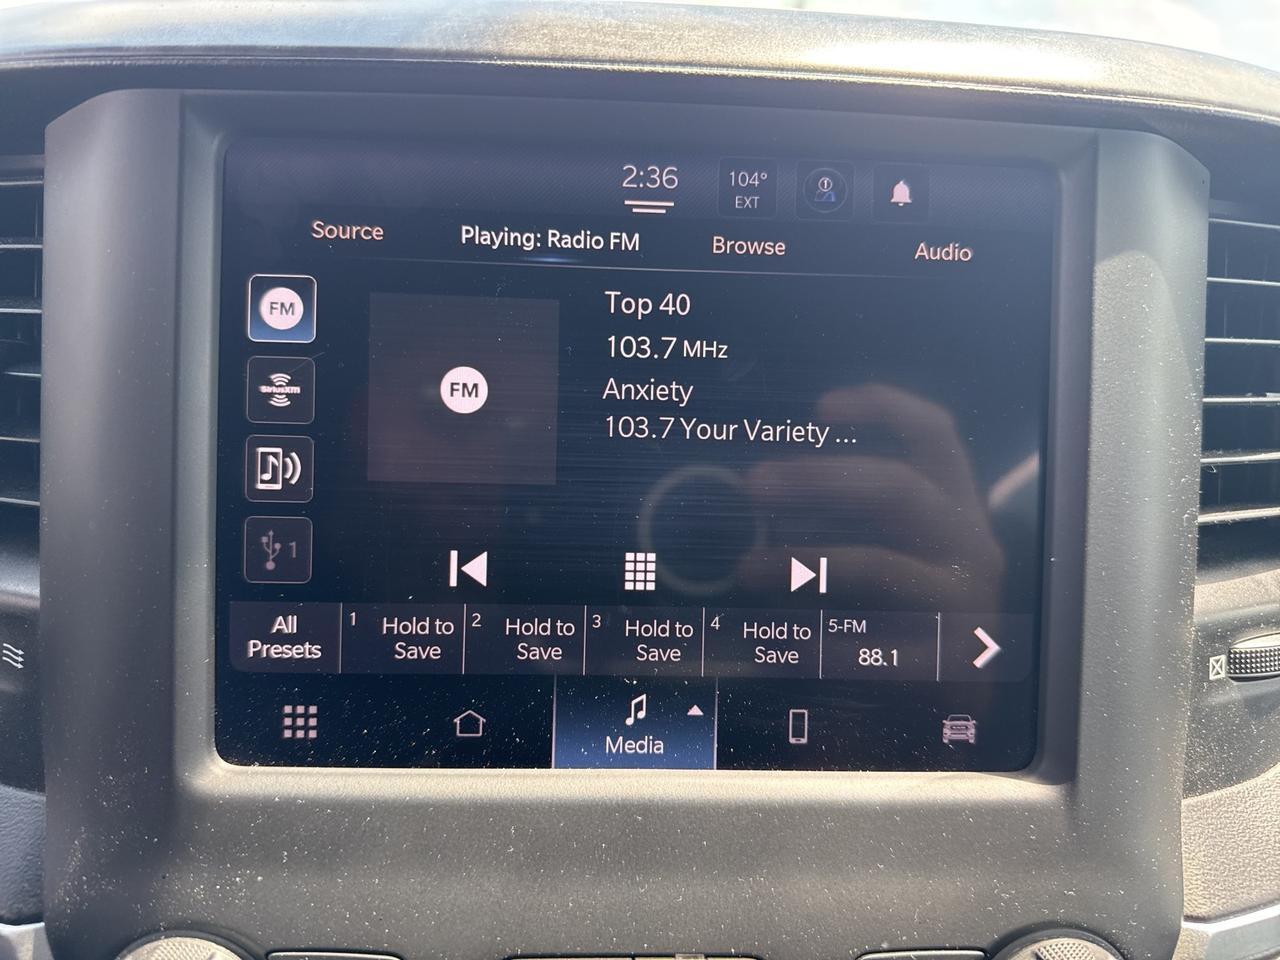 2:36
104°
EXT
Source
Playing: Radio FM
Browse
Audio
FM
SiriusXM
1
FM
Top 40
103.7 MHz
Anxiety
103.7 Your Variety ...
All
Presets
1 Hold to
Save
2 Hold to
Save
3 Hold to
Save
4 Hold to
Save
5-FM
88.1
Media